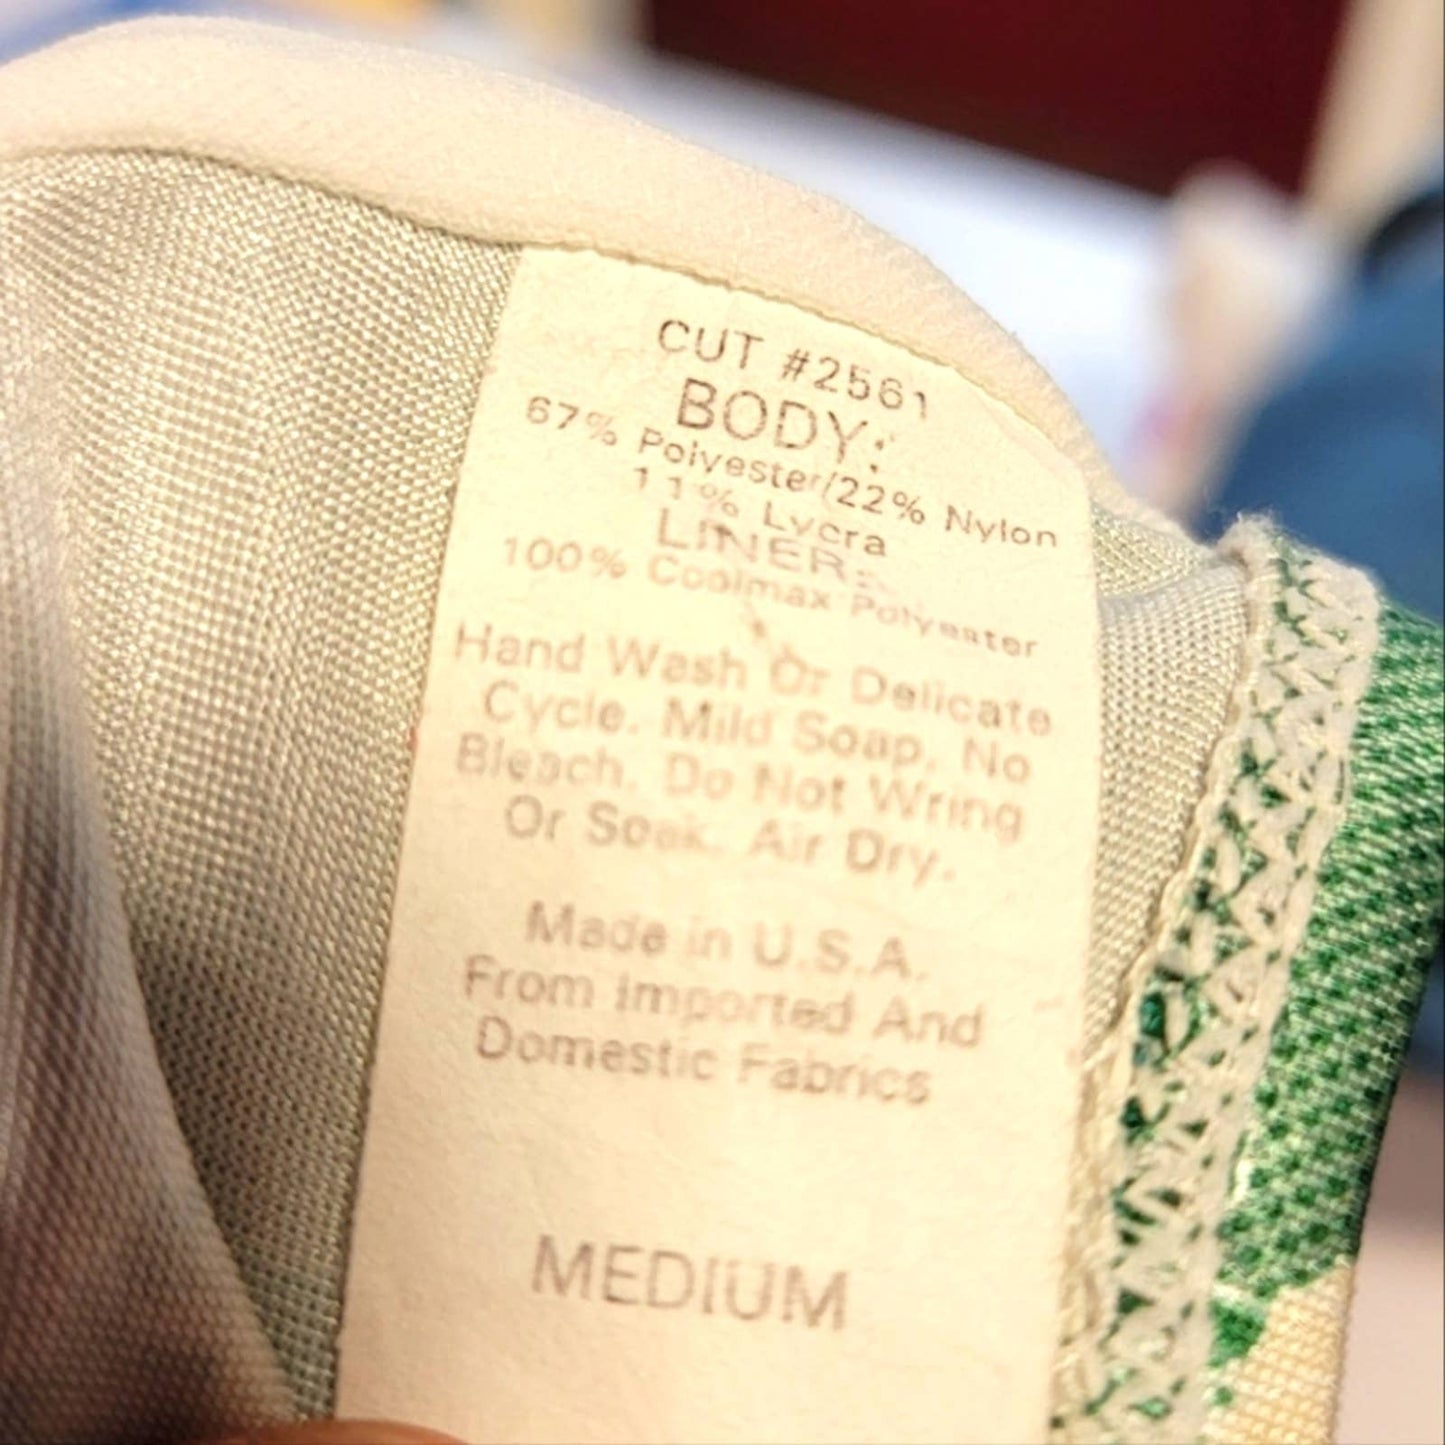 CUT #2561
BODY:
67% Polyester/22% Nylon
11% Lycra
LINER:
100% Coolmax Polyester
Hand Wash Or Delicate
Cycle. Mild Soap. No
Bleach. Do Not Wring
Or Soak. Air Dry.
Made in U.S.A.
From Imported And
Domestic Fabrics
MEDIUM